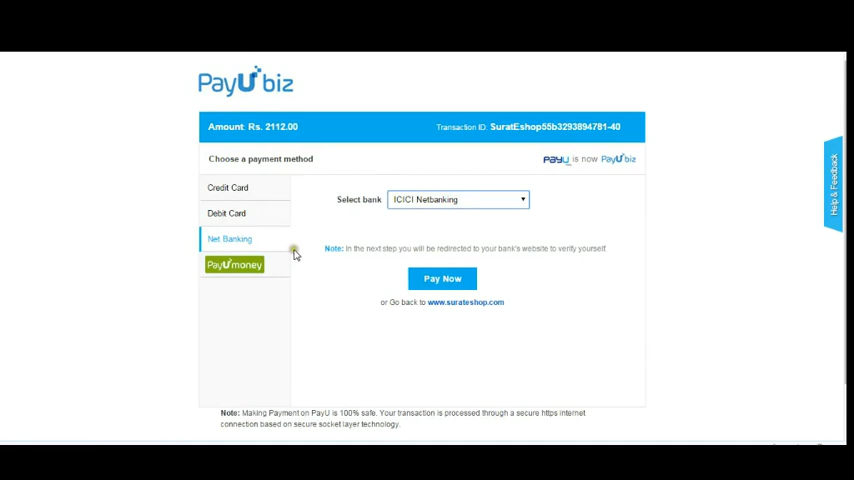 PayU biz
Amount: Rs. 2112.00
Transaction ID: SuratEshop55b3293894781-40
Choose a payment method
PayU is now PayU biz
Credit Card
Select bank
ICICI Netbanking
Debit Card
Net Banking
Note: In the next step you will be redirected to your bank's website to verify yourself.
PayU money
Pay Now
or Go back to www.surateshop.com
Help & Feedback
Note: Making Payment on PayU is 100% safe. Your transaction is processed through a secure https internet
connection based on secure socket layer technology.